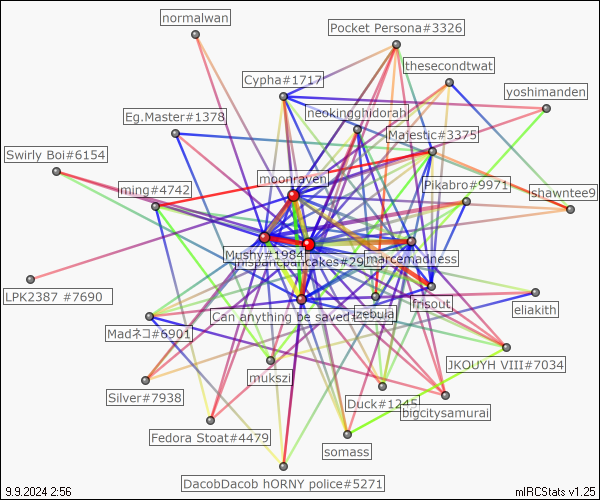 normalwan
Pocket Persona#3326
thesecondtwat
Cypha#1717
yoshimanden
neokingghidorah
Eg.Master#1378
Majestic#3375
Swirly Boi#6154
moonraven
ming#4742
Pikabro#9971
shawntee9
Mushy#1984
marcemadness
LPK2387 #7690
frisout
eliakith
Can anything be saved?
zebula
Madネコ#6901
JKOUYH VIII#7034
mukszi
Silver#7938
Duck#1245
bigcitysamurai
Fedora Stoat#4479
somass
DacobDacob hORNY police#5271
9.9.2024 2:56
mIRCStats v1.25